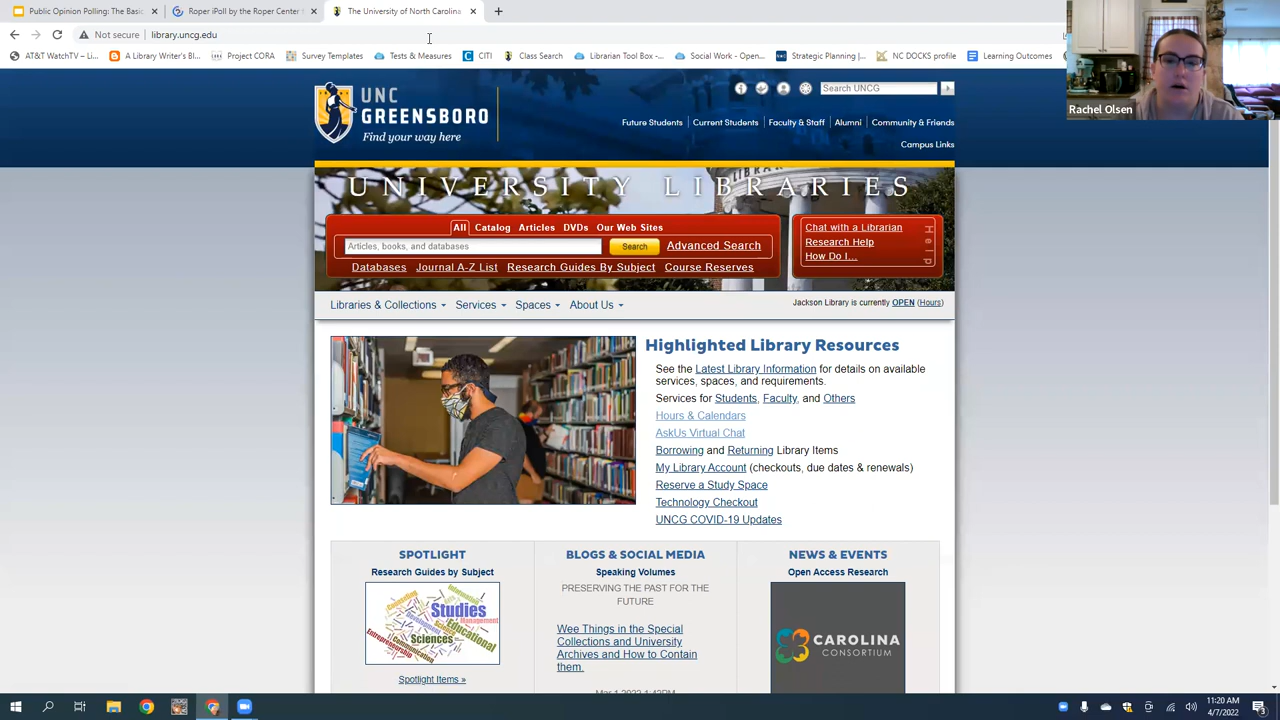 Public Opinion Polling: The Basic
Roper iPoll by the Roper Center f
The University of North Carolina
Not secure
library.uncg.edu
AT&T WatchTV – Li...
A Library Writer's Bl...
Project CORA
Survey Templates
Tests & Measures
CITI
Class Search
Librarian Tool Box -...
Social Work - Open...
Strategic Planning |...
NC DOCKS profile
Learning Outcomes
Rachel Olsen
UNC
GREENSBORO
Find your way here
Search UNCG
Future Students
Current Students
Faculty & Staff
Alumni
Community & Friends
Campus Links
UNIVERSITY LIBRARIES
All Catalog Articles DVDs Our Web Sites
Articles, books, and databases
Search
Advanced Search
Databases Journal A-Z List Research Guides By Subject Course Reserves
Chat with a Librarian
Research Help
How Do I...
Help
Libraries & Collections Services Spaces About Us
Jackson Library is currently OPEN (Hours)
Highlighted Library Resources
See the Latest Library Information for details on available
services, spaces, and requirements.
Services for Students, Faculty, and Others
Hours & Calendars
AskUs Virtual Chat
Borrowing and Returning Library Items
My Library Account (checkouts, due dates & renewals)
Reserve a Study Space
Technology Checkout
UNCG COVID-19 Updates
SPOTLIGHT
Research Guides by Subject
Studies
Sciences
Educational
Management
Spotlight Items »
BLOGS & SOCIAL MEDIA
Speaking Volumes
PRESERVING THE PAST FOR THE
FUTURE
Wee Things in the Special
Collections and University
Archives and How to Contain
them.
Mar 1 2022 1:42PM
NEWS & EVENTS
Open Access Research
CAROLINA
CONSORTIUM
11:20 AM
4/7/2022